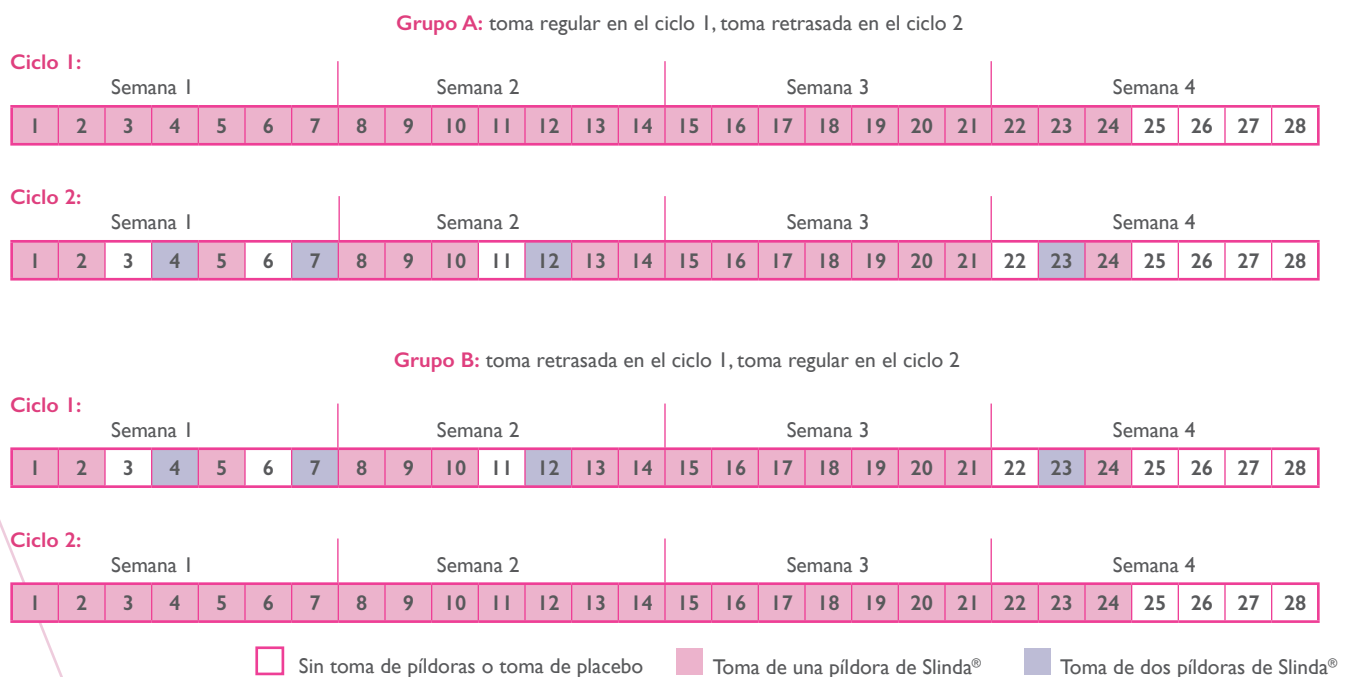 Grupo A: toma regular en el ciclo 1, toma retrasada en el ciclo 2
Ciclo 1:
Semana 1 Semana 2 Semana 3 Semana 4
1 2 3 4 5 6 7 8 9 10 11 12 13 14 15 16 17 18 19 20 21 22 23 24 25 26 27 28
Ciclo 2:
Semana 1 Semana 2 Semana 3 Semana 4
1 2 3 4 5 6 7 8 9 10 11 12 13 14 15 16 17 18 19 20 21 22 23 24 25 26 27 28
Grupo B: toma retrasada en el ciclo 1, toma regular en el ciclo 2
Ciclo 1:
Semana 1 Semana 2 Semana 3 Semana 4
1 2 3 4 5 6 7 8 9 10 11 12 13 14 15 16 17 18 19 20 21 22 23 24 25 26 27 28
Ciclo 2:
Semana 1 Semana 2 Semana 3 Semana 4
1 2 3 4 5 6 7 8 9 10 11 12 13 14 15 16 17 18 19 20 21 22 23 24 25 26 27 28
Sin toma de píldoras o toma de placebo Toma de una píldora de Slinda® Toma de dos píldoras de Slinda®